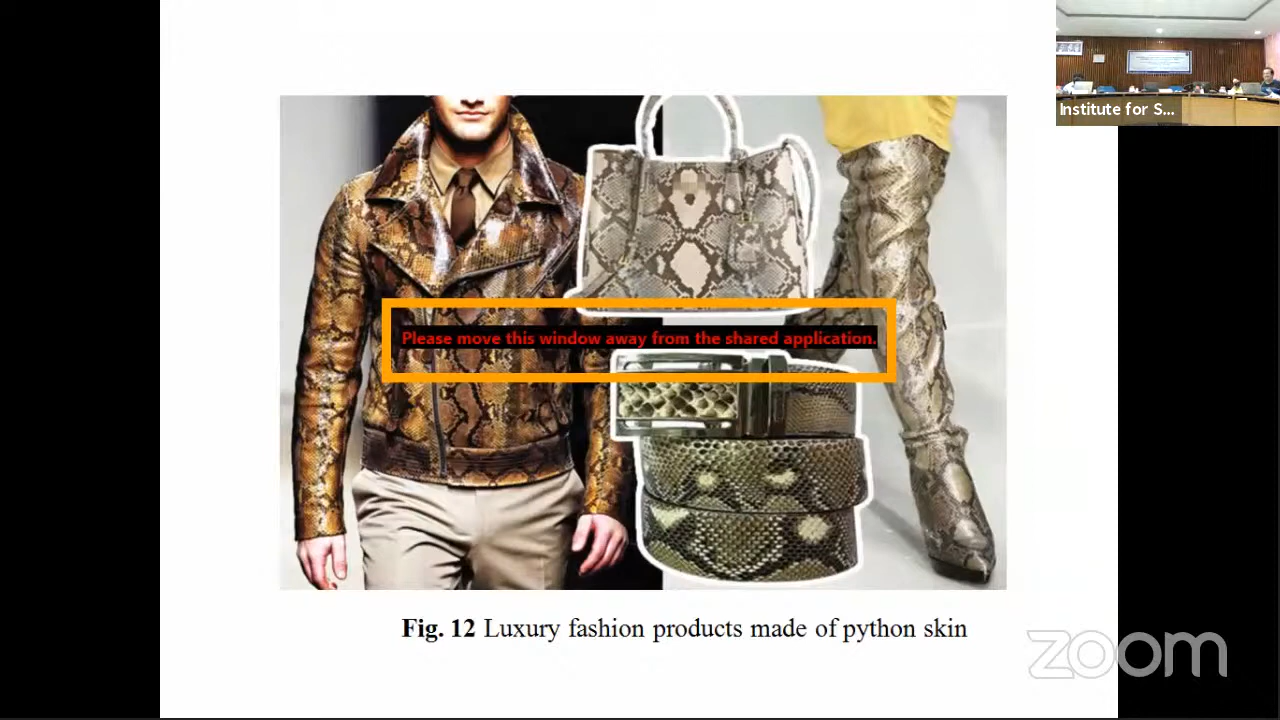 Institute for S...
Please move this window away from the shared application.
Fig. 12 Luxury fashion products made of python skin
zoom